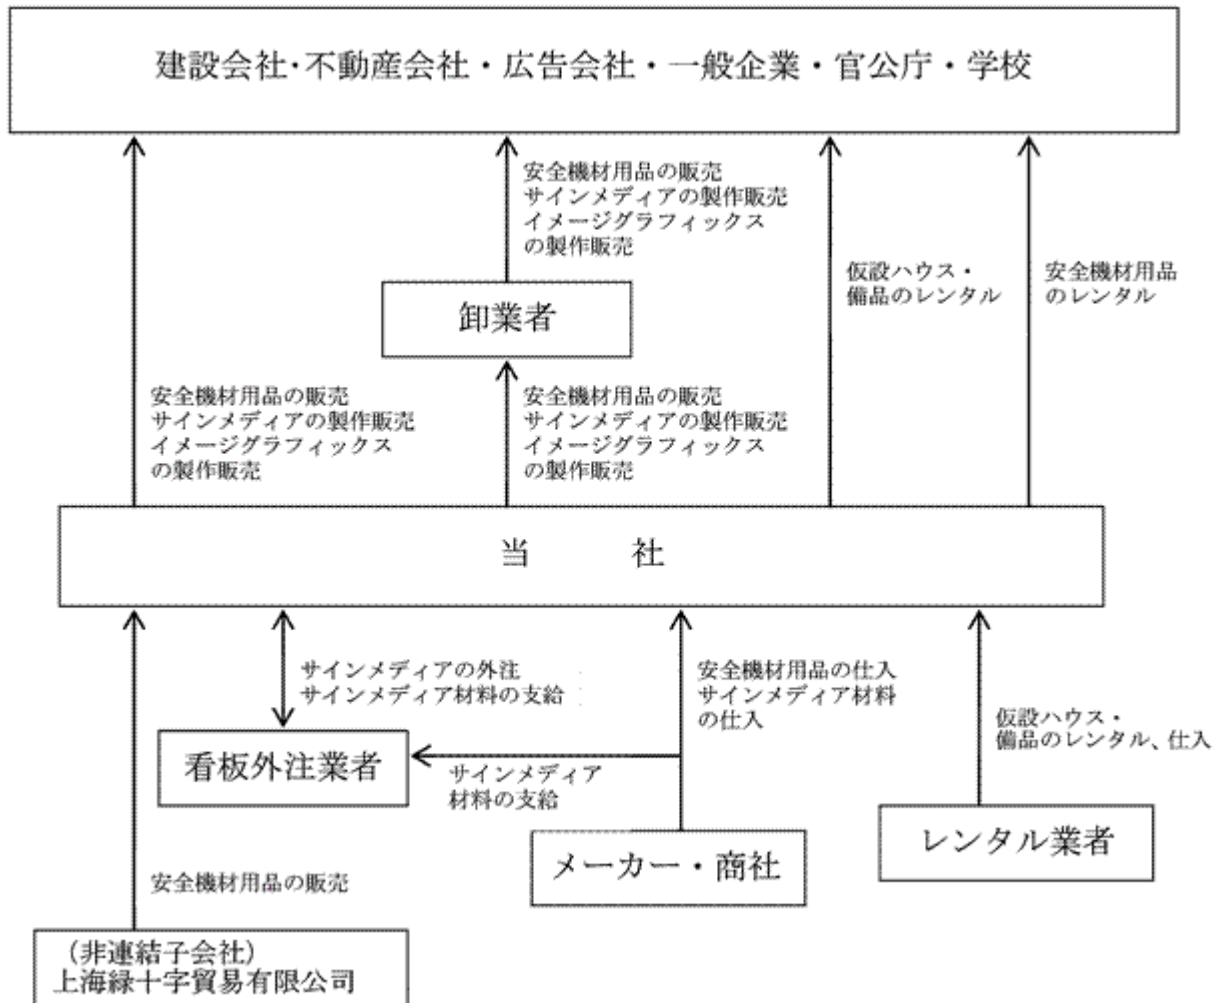 建設会社・不動産会社・広告会社・一般企業・官公庁・学校
安全機材用品の販売
サインメディアの製作販売
イメージグラフィックス
の製作販売
仮設ハウス・
備品のレンタル
安全機材用品
のレンタル
卸業者
安全機材用品の販売
サインメディアの製作販売
イメージグラフィックス
の製作販売
安全機材用品の販売
サインメディアの製作販売
イメージグラフィックス
の製作販売
当　　社
サインメディアの外注
サインメディア材料の支給
安全機材用品の仕入
サインメディア材料
の仕入
仮設ハウス・
備品のレンタル、仕入
看板外注業者
サインメディア
材料の支給
メーカー・商社
レンタル業者
安全機材用品の販売
（非連結子会社）
上海緑十字貿易有限公司